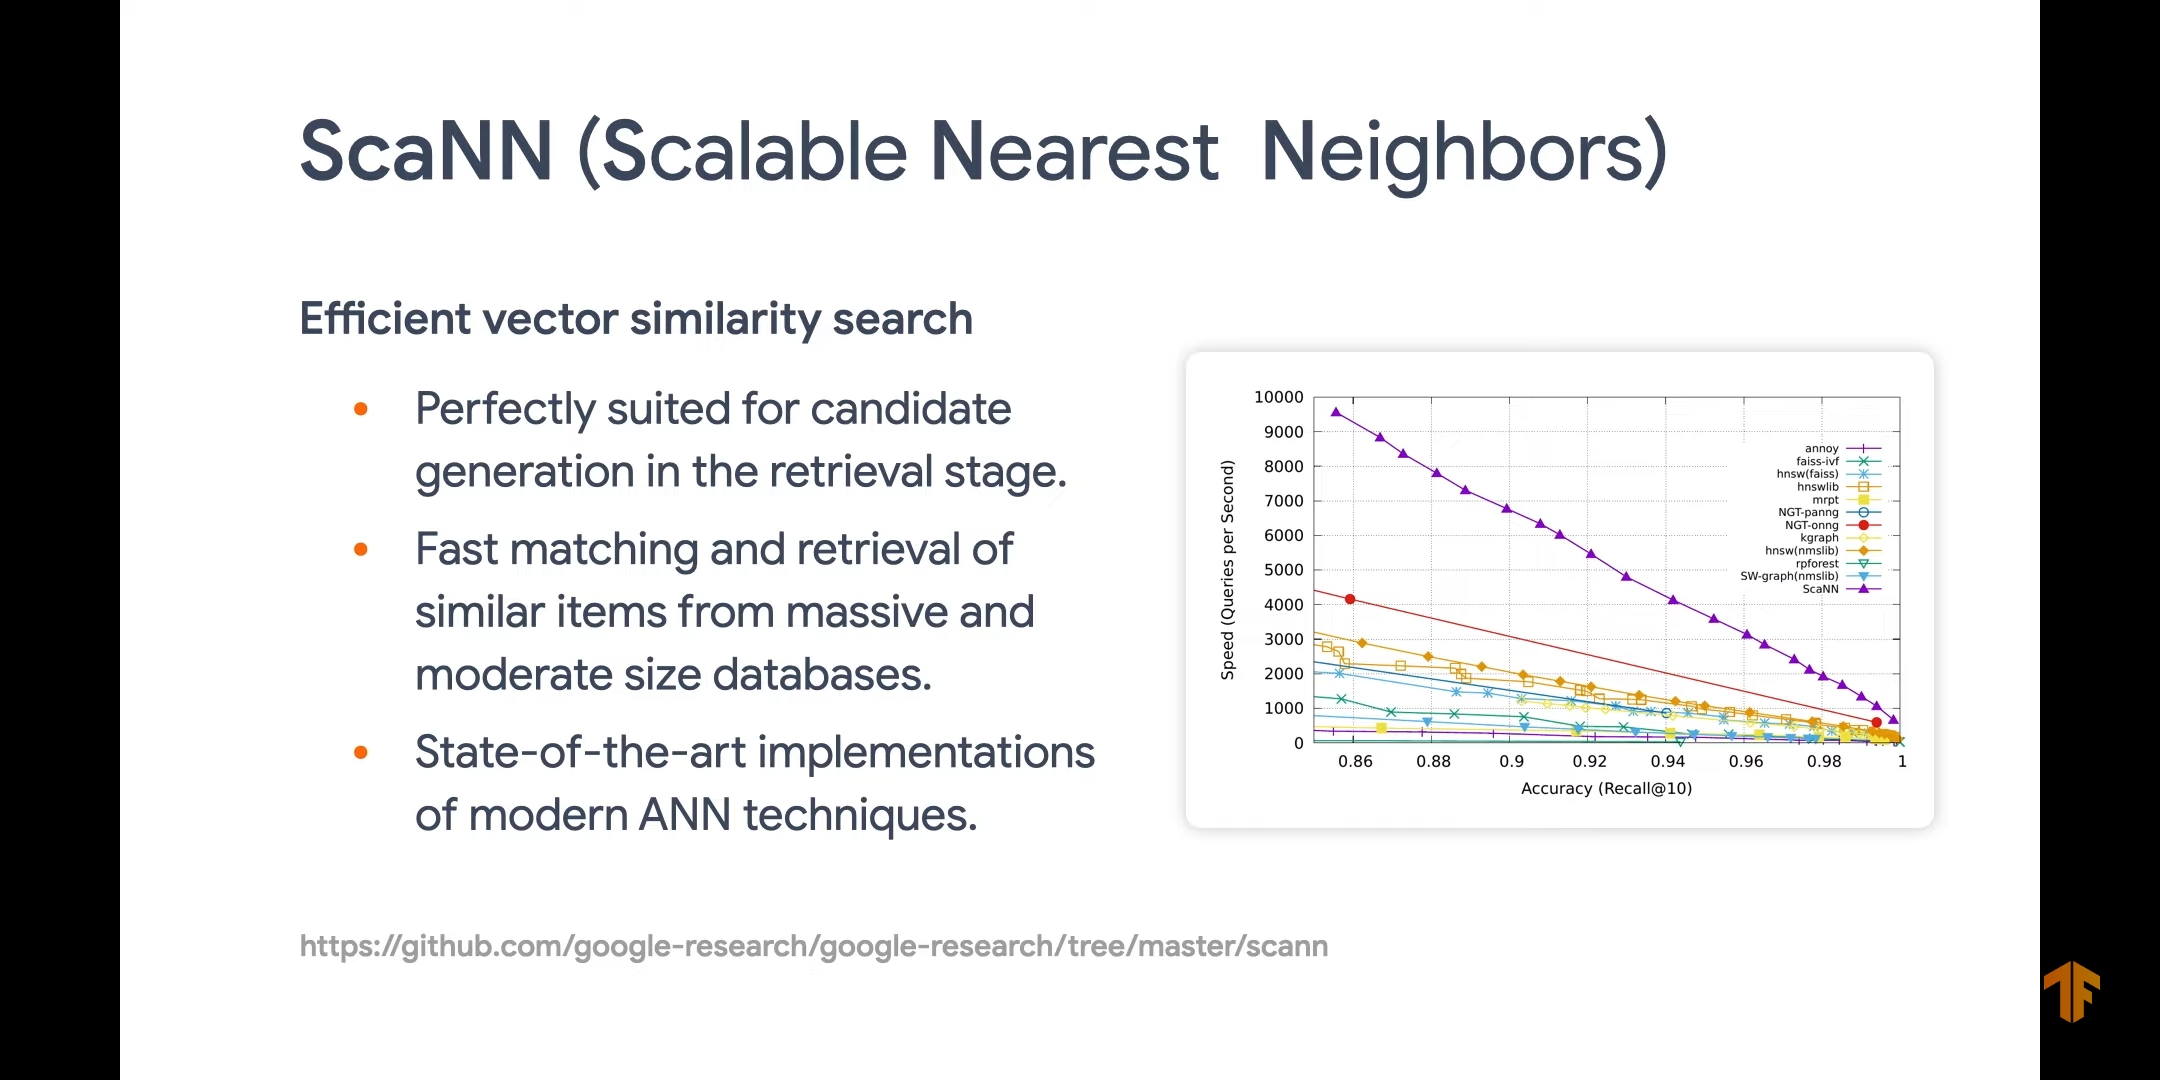 ScaNN (Scalable Nearest Neighbors)
Efficient vector similarity search
• Perfectly suited for candidate
generation in the retrieval stage.
• Fast matching and retrieval of
similar items from massive and
moderate size databases.
• State-of-the-art implementations
of modern ANN techniques.
10000
9000
8000
7000
6000
5000
4000
3000
2000
1000
0
Speed (Queries per Second)
annoy
faiss-ivf
hnsw(faiss)
hnswlib
mrpt
NGT-panng
NGT-onng
kgraph
hnsw(nmslib)
rpforest
SW-graph(nmslib)
ScaNN
0.86 0.88 0.9 0.92 0.94 0.96 0.98 1
Accuracy (Recall@10)
https://github.com/google-research/google-research/tree/master/scann